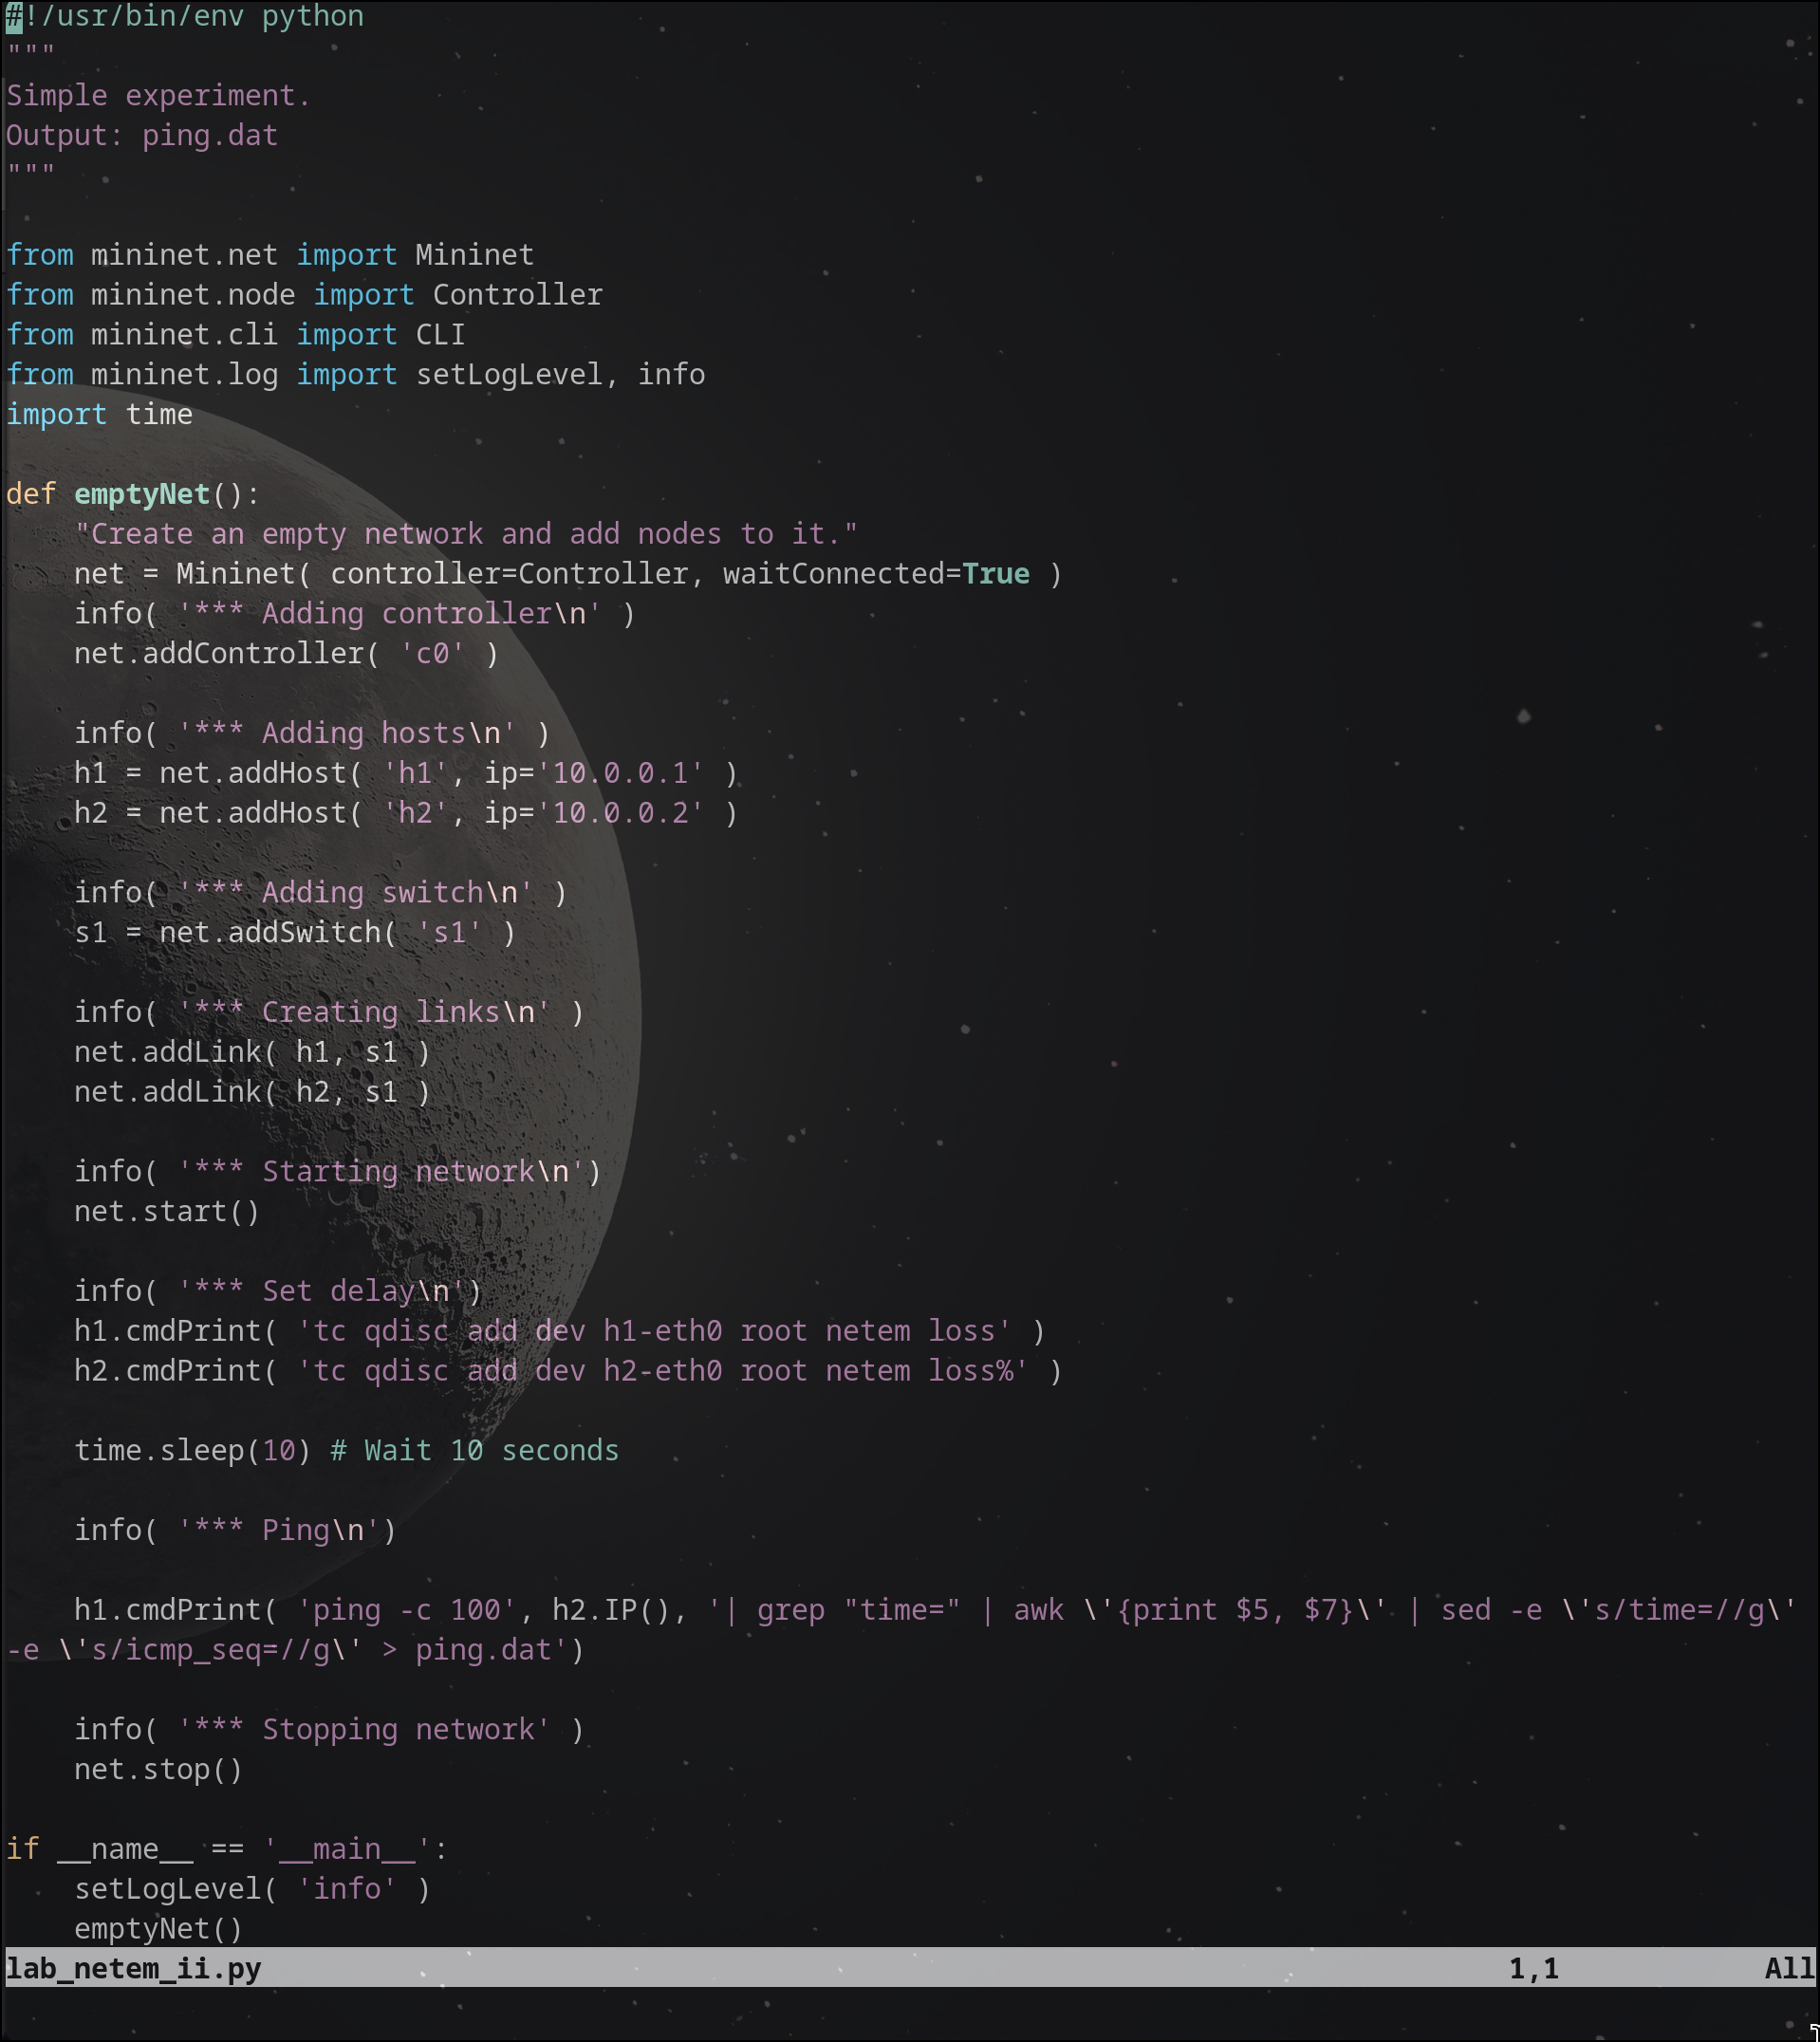 #!/usr/bin/env python
"""
Simple experiment.
Output: ping.dat
"""

from mininet.net import Mininet
from mininet.node import Controller
from mininet.cli import CLI
from mininet.log import setLogLevel, info
import time

def emptyNet():
    "Create an empty network and add nodes to it."
    net = Mininet( controller=Controller, waitConnected=True )
    info( '*** Adding controller\n' )
    net.addController( 'c0' )

    info( '*** Adding hosts\n' )
    h1 = net.addHost( 'h1', ip='10.0.0.1' )
    h2 = net.addHost( 'h2', ip='10.0.0.2' )

    info( '*** Adding switch\n' )
    s1 = net.addSwitch( 's1' )

    info( '*** Creating links\n' )
    net.addLink( h1, s1 )
    net.addLink( h2, s1 )

    info( '*** Starting network\n')
    net.start()

    info( '*** Set delay\n')
    h1.cmdPrint( 'tc qdisc add dev h1-eth0 root netem loss' )
    h2.cmdPrint( 'tc qdisc add dev h2-eth0 root netem loss%' )

    time.sleep(10) # Wait 10 seconds

    info( '*** Ping\n')

    h1.cmdPrint( 'ping -c 100', h2.IP(), '| grep "time=" | awk \'{print $5, $7}\' | sed -e \'s/time=//g\'
-e \'s/icmp_seq=//g\' > ping.dat')

    info( '*** Stopping network' )
    net.stop()

if __name__ == '__main__':
    setLogLevel( 'info' )
    emptyNet()
lab_netem_ii.py 1,1 All